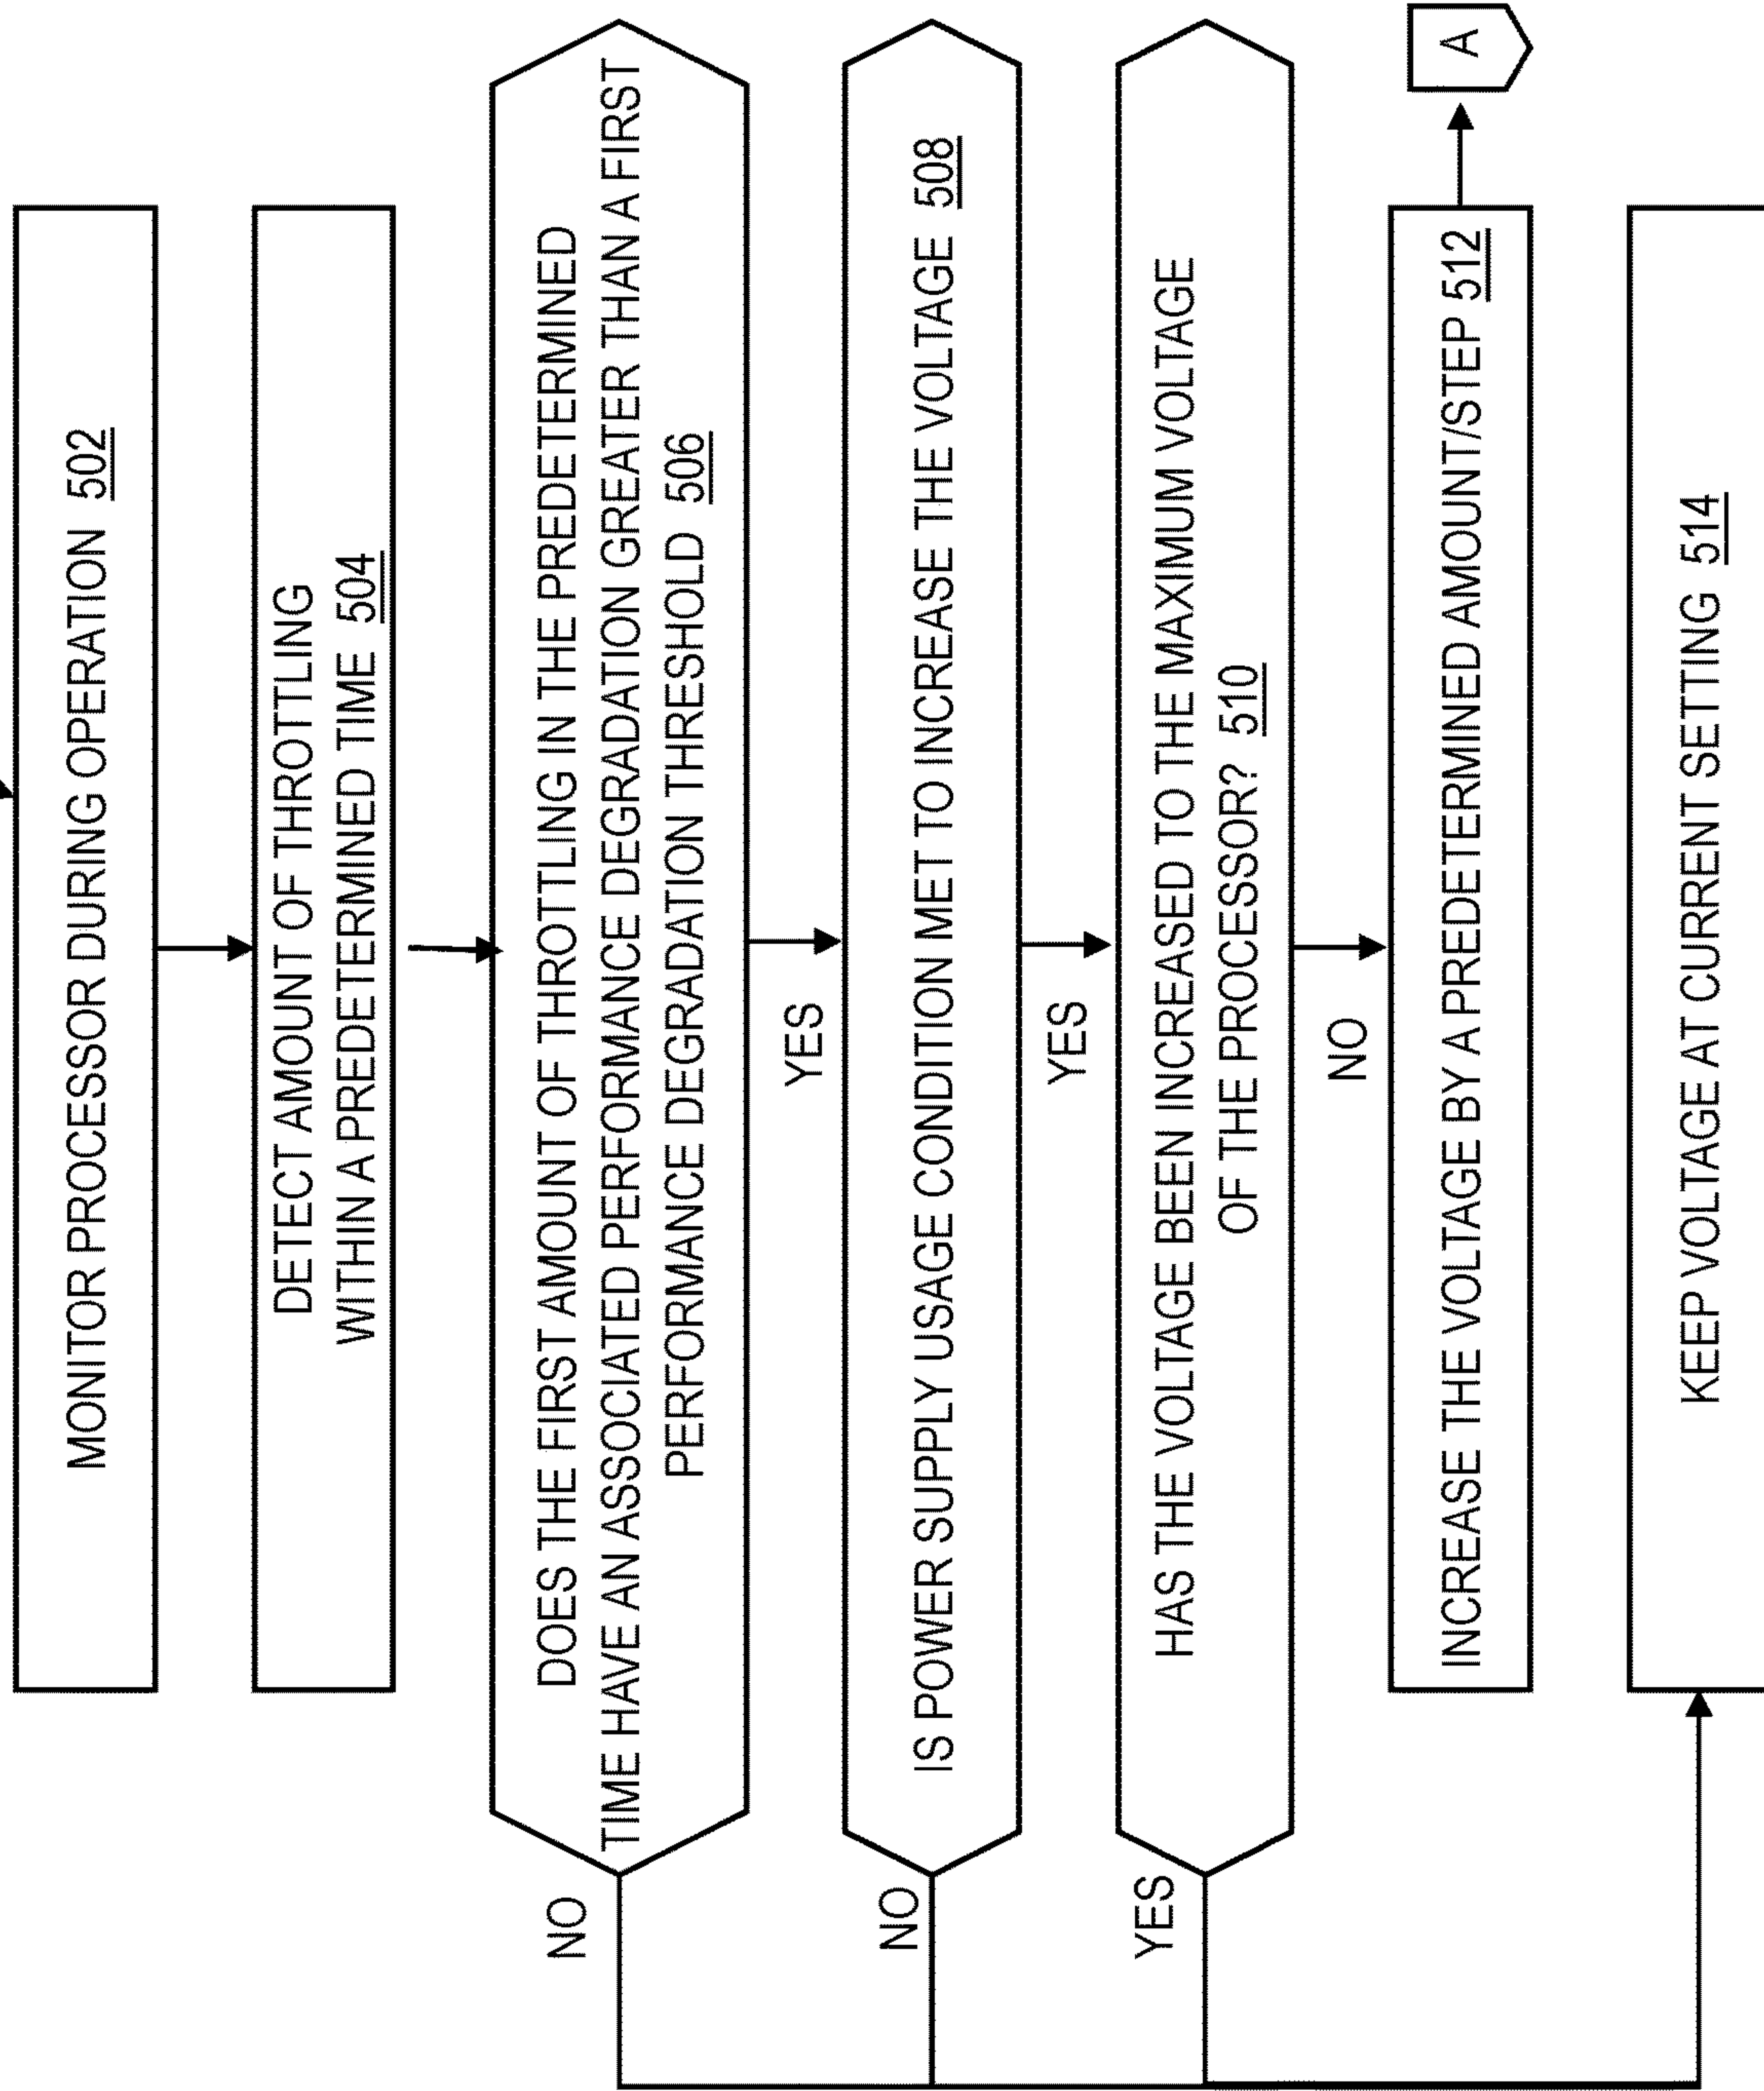 MONITOR PROCESSOR DURING OPERATION 502
DETECT AMOUNT OF THROTTLING
WITHIN A PREDETERMINED TIME 504
DOES THE FIRST AMOUNT OF THROTTLING IN THE PREDETERMINED
TIME HAVE AN ASSOCIATED PERFORMANCE DEGRADATION GREATER THAN A FIRST
PERFORMANCE DEGRADATION THRESHOLD 506
NO
YES
IS POWER SUPPLY USAGE CONDITION MET TO INCREASE THE VOLTAGE 508
NO
YES
HAS THE VOLTAGE BEEN INCREASED TO THE MAXIMUM VOLTAGE
OF THE PROCESSOR? 510
YES
NO
INCREASE THE VOLTAGE BY A PREDETERMINED AMOUNT/STEP 512
A
KEEP VOLTAGE AT CURRENT SETTING 514